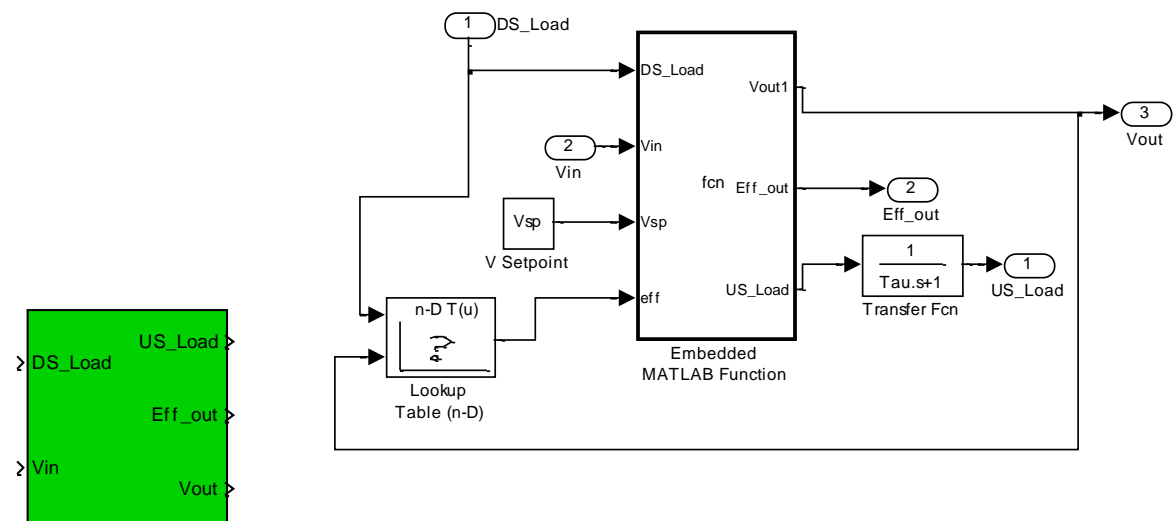 1
DS_Load
DS_Load
Vout1
3
Vout
2
Vin
Vin
fcn
Eff_out
2
Eff_out
Vsp
V Setpoint
Vsp
1
Tau.s+1
Transfer Fcn
1
US_Load
US_Load
eff
n-D T(u)
Lookup
Table (n-D)
Embedded
MATLAB Function
US_Load
DS_Load
Eff_out
Vin
Vout